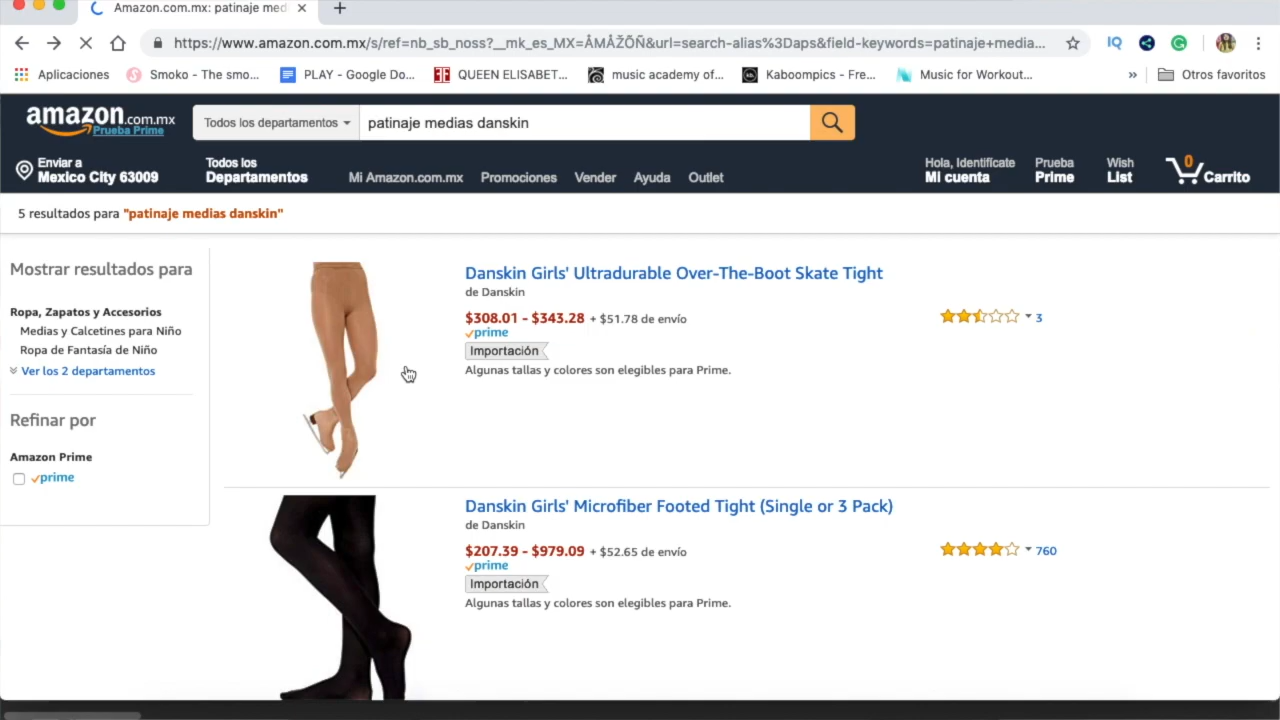 Amazon.com.mx: patinaje med
https://www.amazon.com.mx/s/ref=nb_sb_noss?__mk_es_MX=ÅMÅŽÕÑ&url=search-alias%3Daps&field-keywords=patinaje+media...
IQ
Aplicaciones
Smoko - The smo...
PLAY - Google Do...
QUEEN ELISABET...
music academy of...
Kaboompics - Fre...
Music for Workout...
»
Otros favoritos
amazon.com.mx
Prueba Prime
Todos los departamentos
patinaje medias danskin
Enviar a
Mexico City 63009
Todos los
Departamentos
Mi Amazon.com.mx
Promociones
Vender
Ayuda
Outlet
Hola, Identifícate
Mi cuenta
Prueba
Prime
Wish
List
0
Carrito
5 resultados para "patinaje medias danskin"
Mostrar resultados para
Ropa, Zapatos y Accesorios
Medias y Calcetines para Niño
Ropa de Fantasía de Niño
Ver los 2 departamentos
Refinar por
Amazon Prime
prime
Danskin Girls' Ultradurable Over-The-Boot Skate Tight
de Danskin
$308.01 - $343.28 + $51.78 de envío
prime
Importación
Algunas tallas y colores son elegibles para Prime.
3
Danskin Girls' Microfiber Footed Tight (Single or 3 Pack)
de Danskin
$207.39 - $979.09 + $52.65 de envío
prime
Importación
Algunas tallas y colores son elegibles para Prime.
760